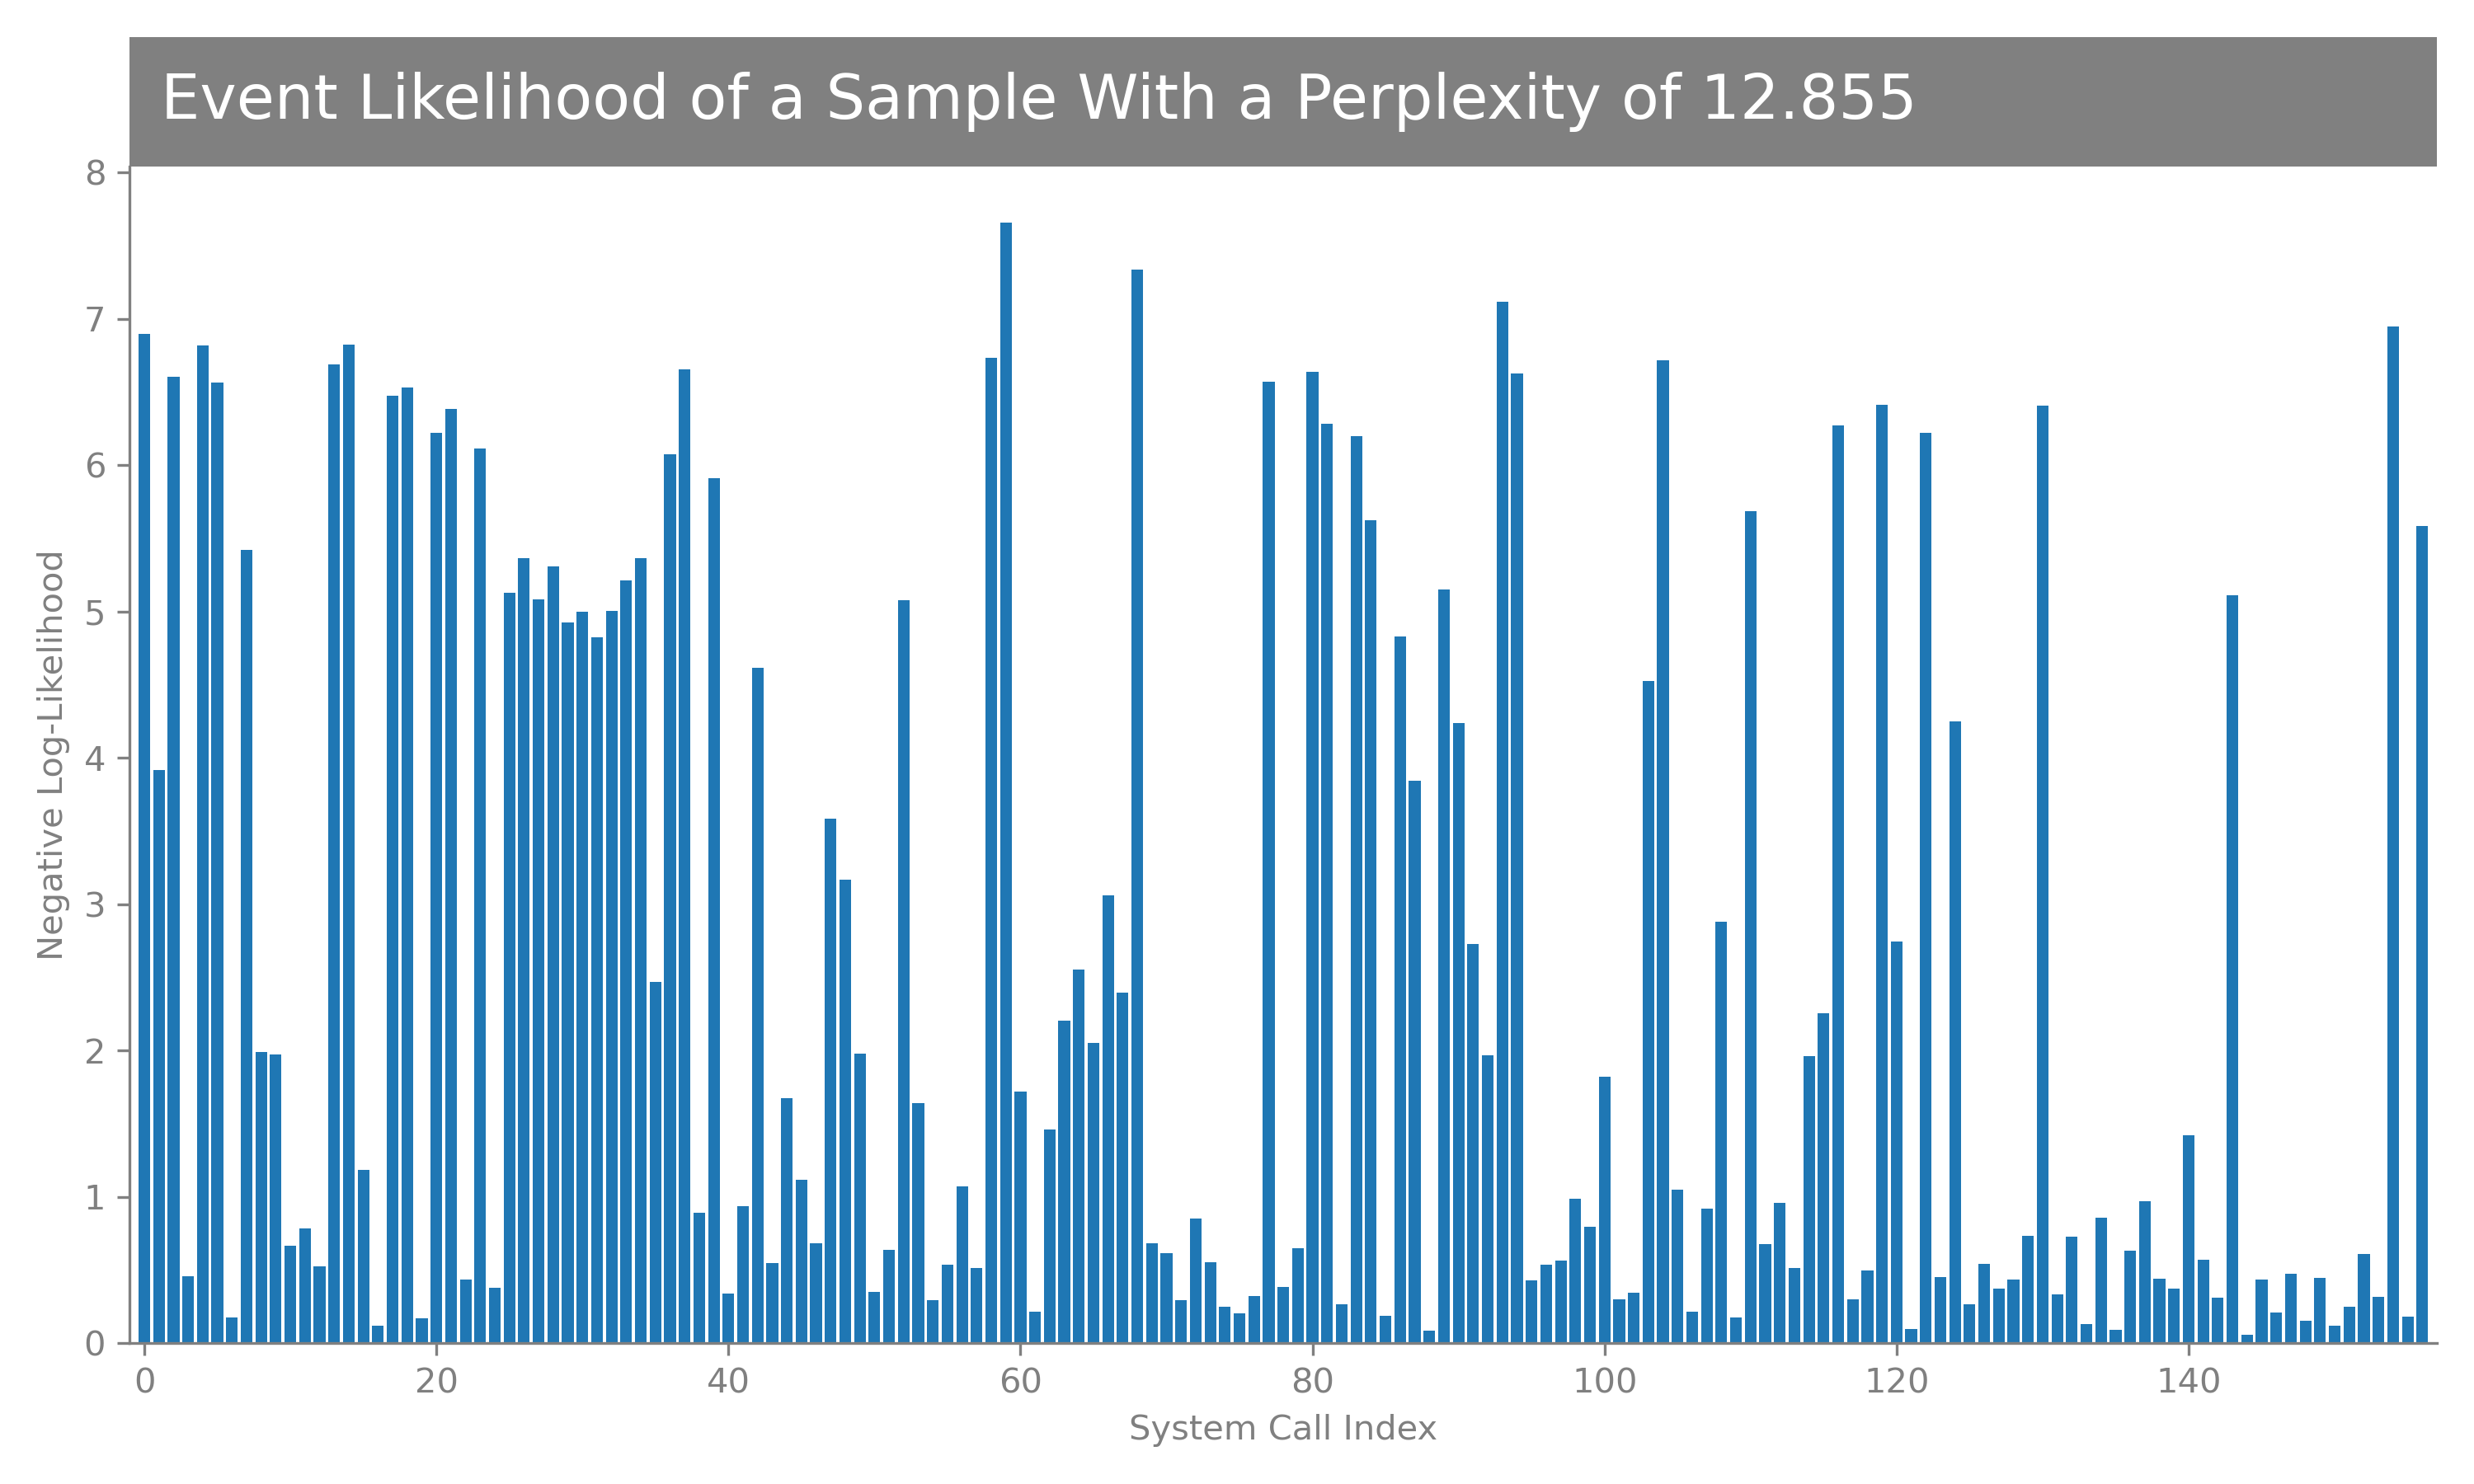 Event Likelihood of a Sample With a Perplexity of 12.855
8
7
6
5
4
3
2
1
0
Negative Log-Likelihood
0 20 40 60 80 100 120 140
System Call Index